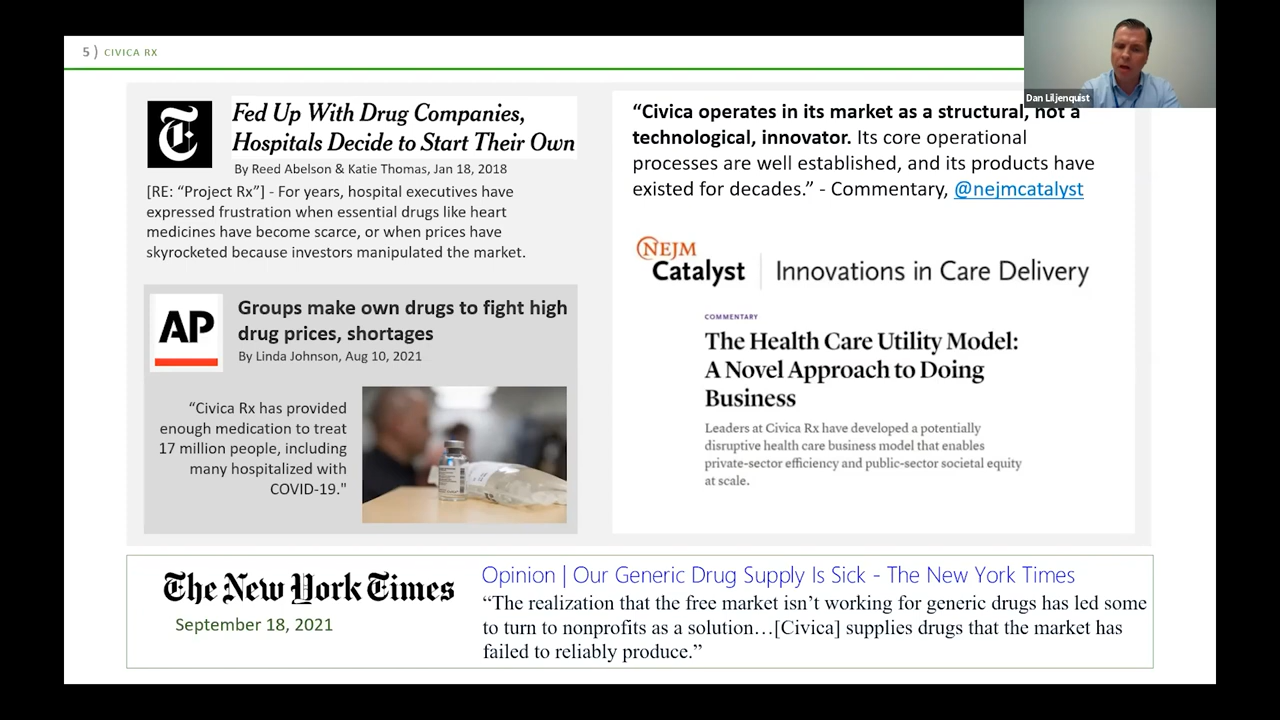 5 ) CIVICA RX
Dan Liljenquist
T
Fed Up With Drug Companies,
Hospitals Decide to Start Their Own
By Reed Abelson & Katie Thomas, Jan 18, 2018
[RE: “Project Rx”] - For years, hospital executives have
expressed frustration when essential drugs like heart
medicines have become scarce, or when prices have
skyrocketed because investors manipulated the market.
AP
Groups make own drugs to fight high
drug prices, shortages
By Linda Johnson, Aug 10, 2021
“Civica Rx has provided
enough medication to treat
17 million people, including
many hospitalized with
COVID-19."
“Civica operates in its market as a structural, not a
technological, innovator. Its core operational
processes are well established, and its products have
existed for decades.” - Commentary, @nejmcatalyst
NEJM
Catalyst | Innovations in Care Delivery
COMMENTARY
The Health Care Utility Model:
A Novel Approach to Doing
Business
Leaders at Civica Rx have developed a potentially
disruptive health care business model that enables
private-sector efficiency and public-sector societal equity
at scale.
The New York Times
September 18, 2021
Opinion | Our Generic Drug Supply Is Sick - The New York Times
“The realization that the free market isn’t working for generic drugs has led some
to turn to nonprofits as a solution…[Civica] supplies drugs that the market has
failed to reliably produce.”